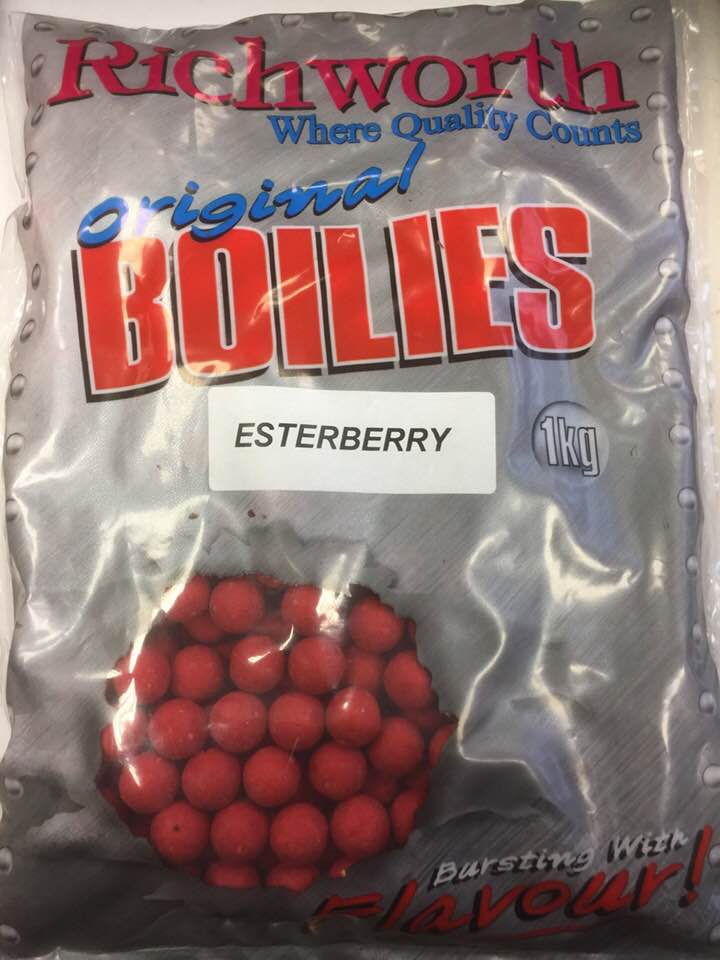 Richworth
Where Quality Counts
original
BOILIES
ESTERBERRY
1kg
Bursting With
Flavour!